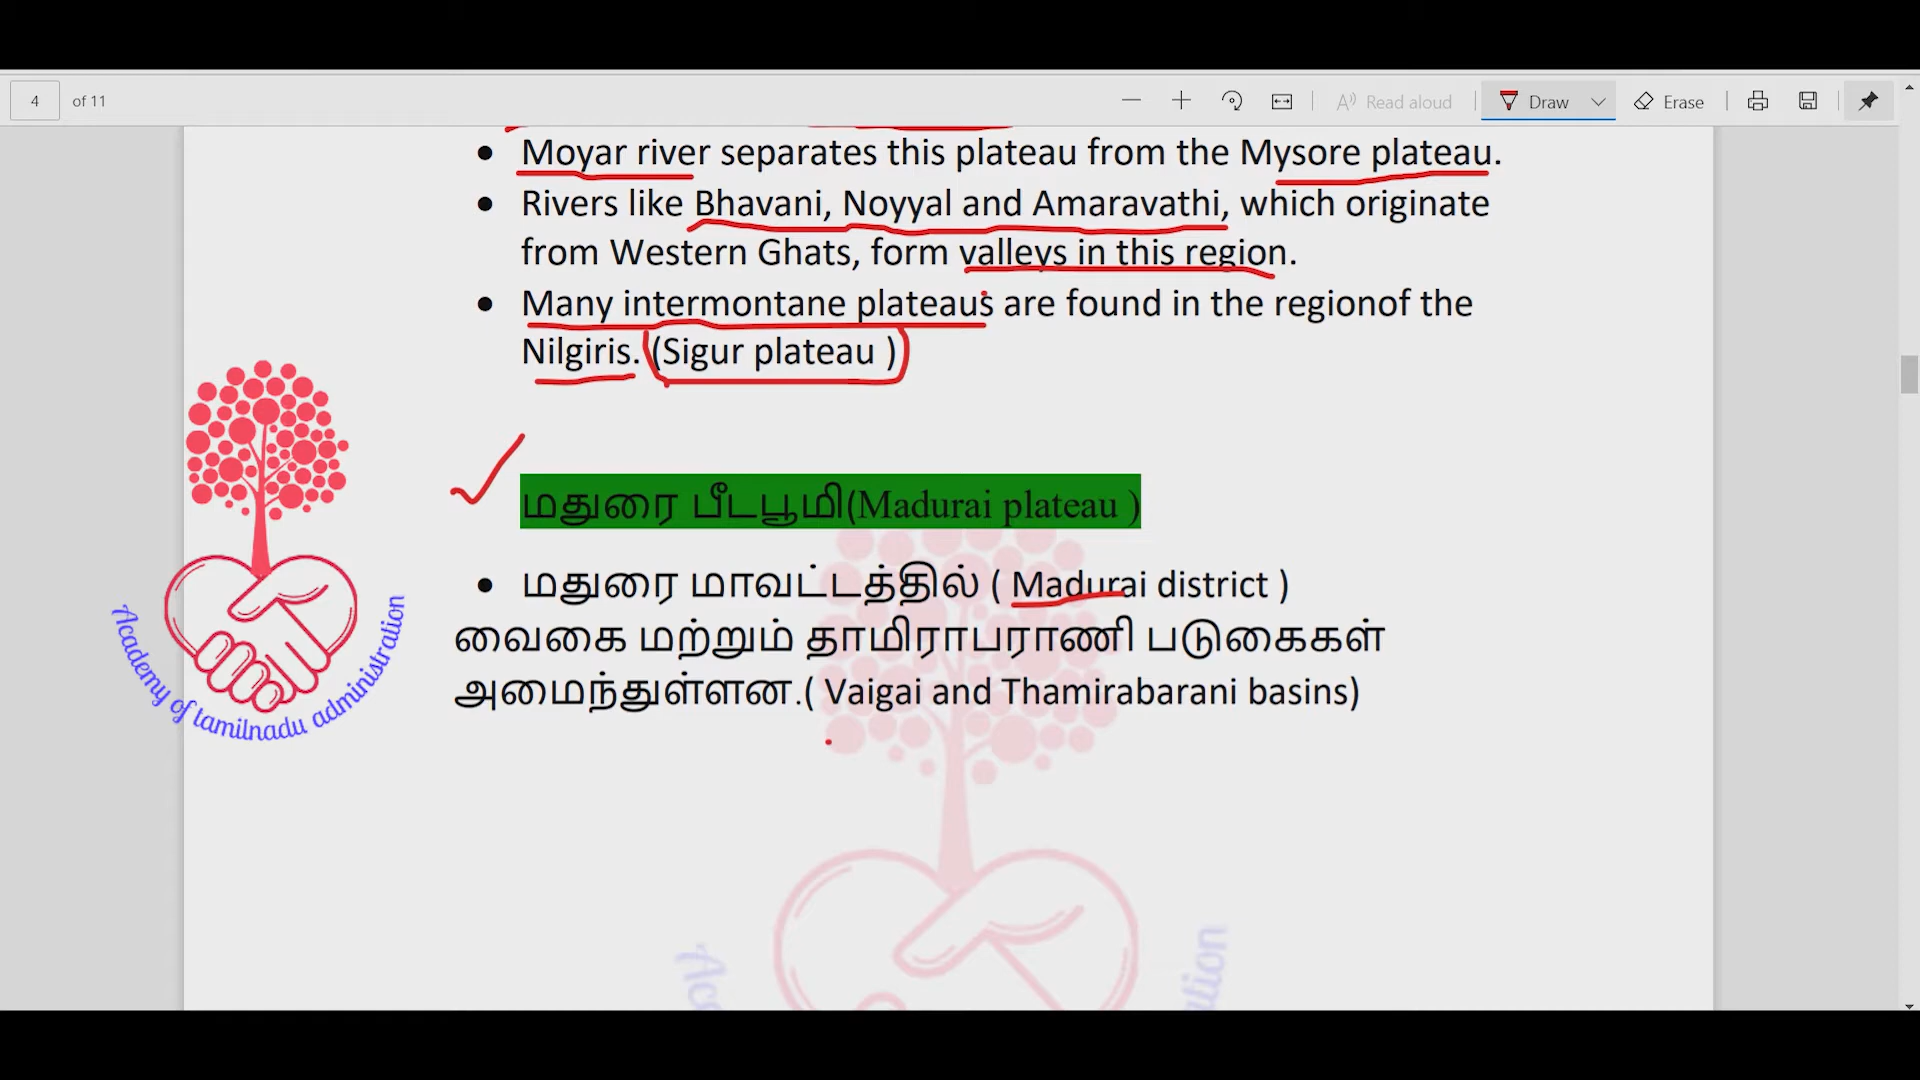 4 of 11 Read aloud Draw Erase
• Moyar river separates this plateau from the Mysore plateau.
• Rivers like Bhavani, Noyyal and Amaravathi, which originate
from Western Ghats, form valleys in this region.
• Many intermontane plateaus are found in the regionof the
Nilgiris. (Sigur plateau )
மதுரை பீடபூமி(Madurai plateau )
• மதுரை மாவட்டத்தில் ( Madurai district )
வைகை மற்றும் தாமிராபராணி படுகைகள்
அமைந்துள்ளன.( Vaigai and Thamirabarani basins)
Academy of tamilnadu administration